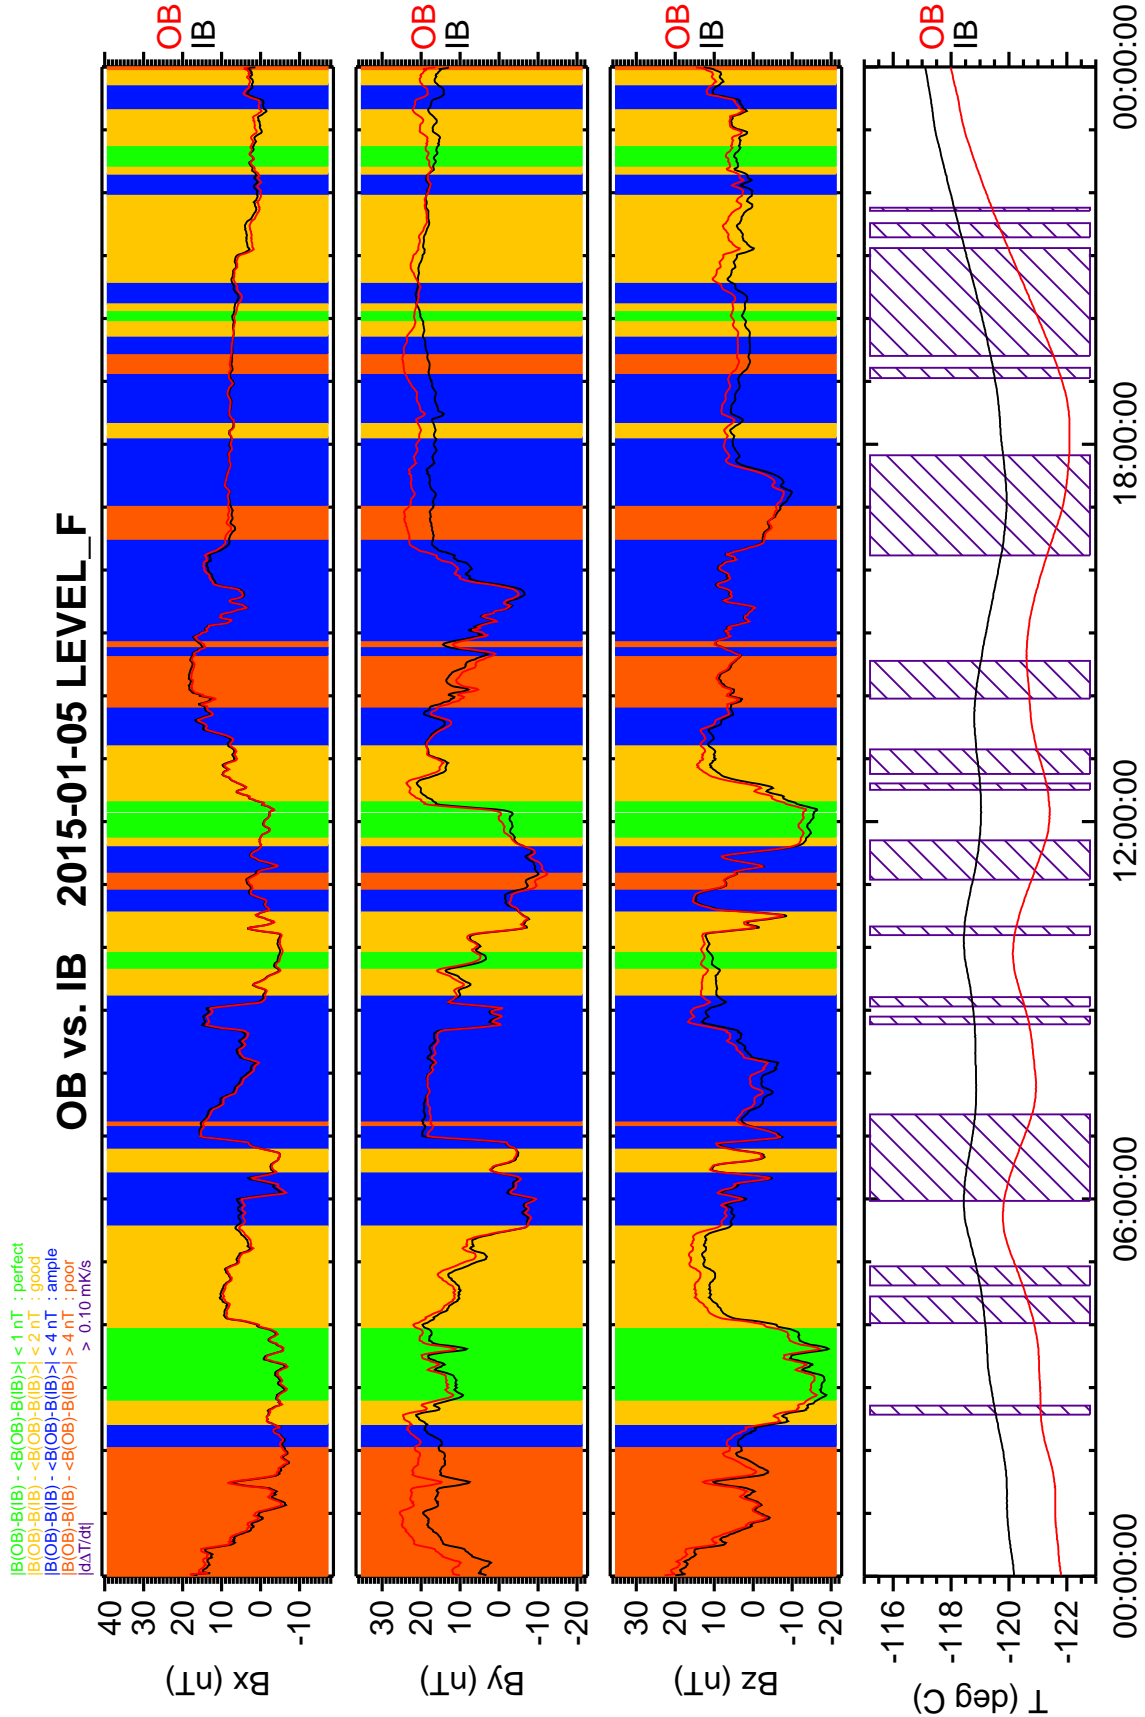 |B(OB)-B(IB) - <B(OB)-B(IB)>| < 1 nT : perfect
|B(OB)-B(IB) - <B(OB)-B(IB)>| < 2 nT : good
|B(OB)-B(IB) - <B(OB)-B(IB)>| < 4 nT : ample
|B(OB)-B(IB) - <B(OB)-B(IB)>| > 4 nT : poor
|dΔT/dt| > 0.10 mK/s
OB vs. IB 2015-01-05 LEVEL_F
Bx (nT)
40
30
20
10
0
-10
OB
IB
By (nT)
30
20
10
0
-10
-20
OB
IB
Bz (nT)
30
20
10
0
-10
-20
OB
IB
T (deg C)
-116
-118
-120
-122
OB
IB
00:00:00
06:00:00
12:00:00
18:00:00
00:00:00